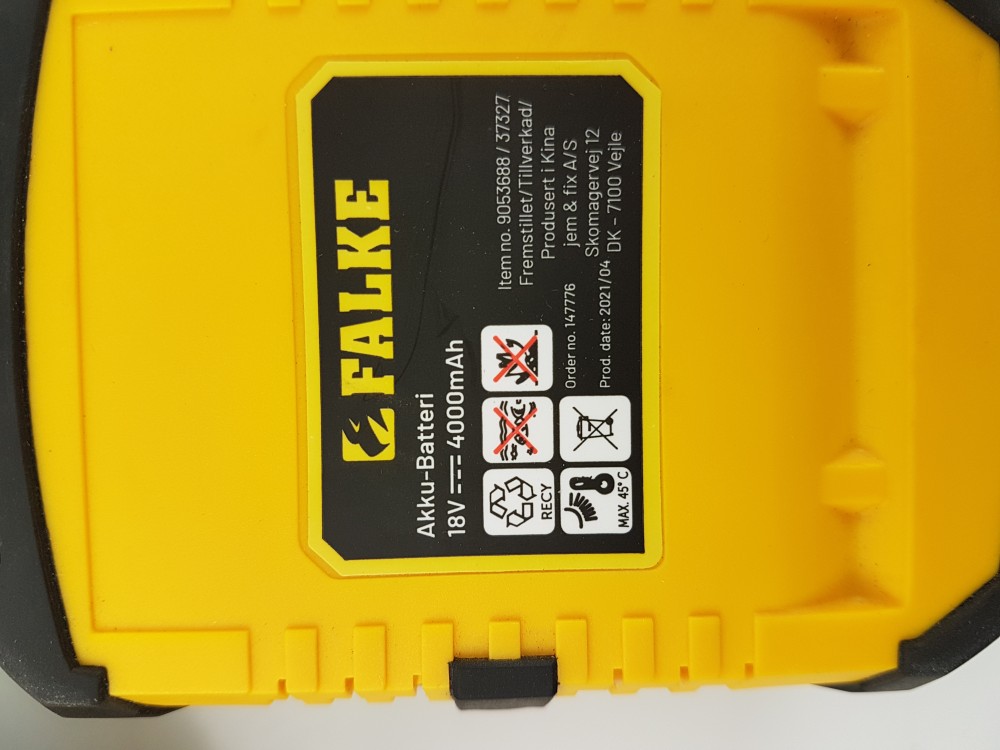 FALKE
Akku-Batteri
18V ⎓ 4000mAh
RECY
MAX. 45°C
Order no. 147776
Prod. date: 2021/04
Item no. 9053688 / 37327
Fremstillet/Tillverkad/
Produsert i Kina
jem & fix A/S
Skomagervej 12
DK - 7100 Vejle